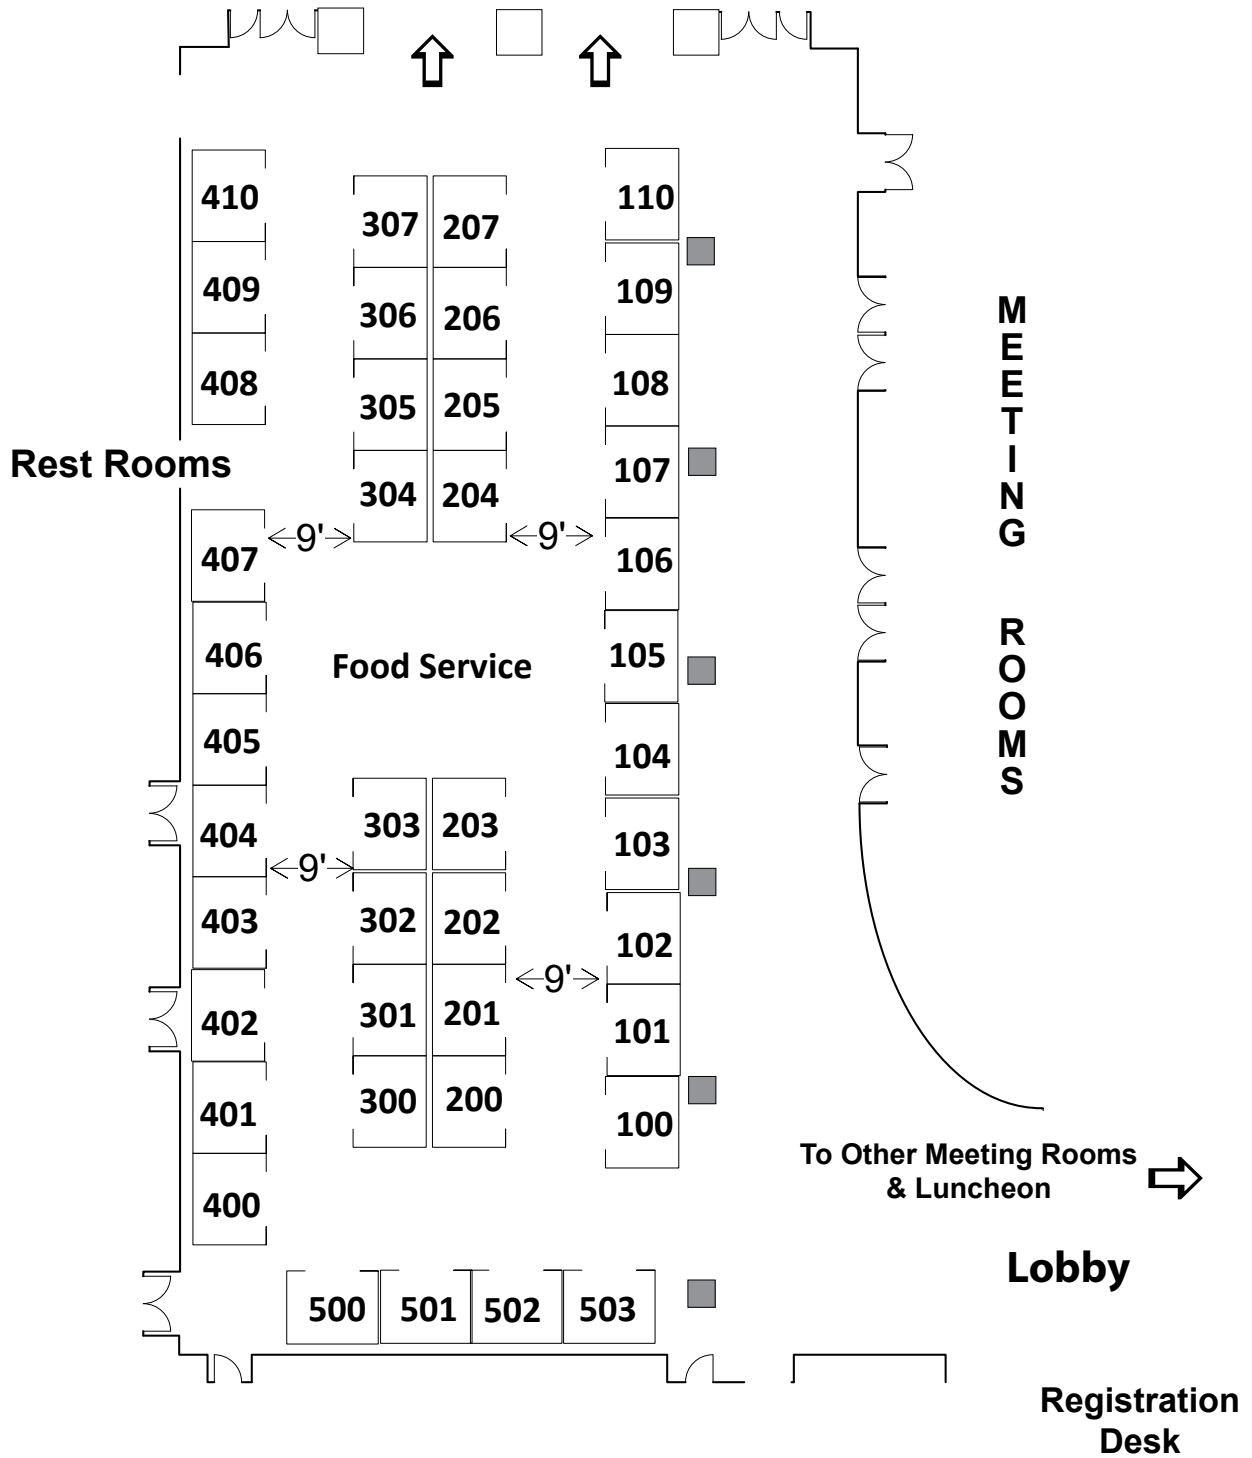 410
110
307 207
409
109
306 206
408
108
305 205
Rest Rooms
107
304 204
9'
9'
407
106
406
105
Food Service
405
104
303 203
404
103
9'
403
302 202
102
9'
402
301 201
101
401
300 200
100
400
500 501 502 503
M
E
E
T
I
N
G
R
O
O
M
S
To Other Meeting Rooms
& Luncheon
Lobby
Registration
Desk